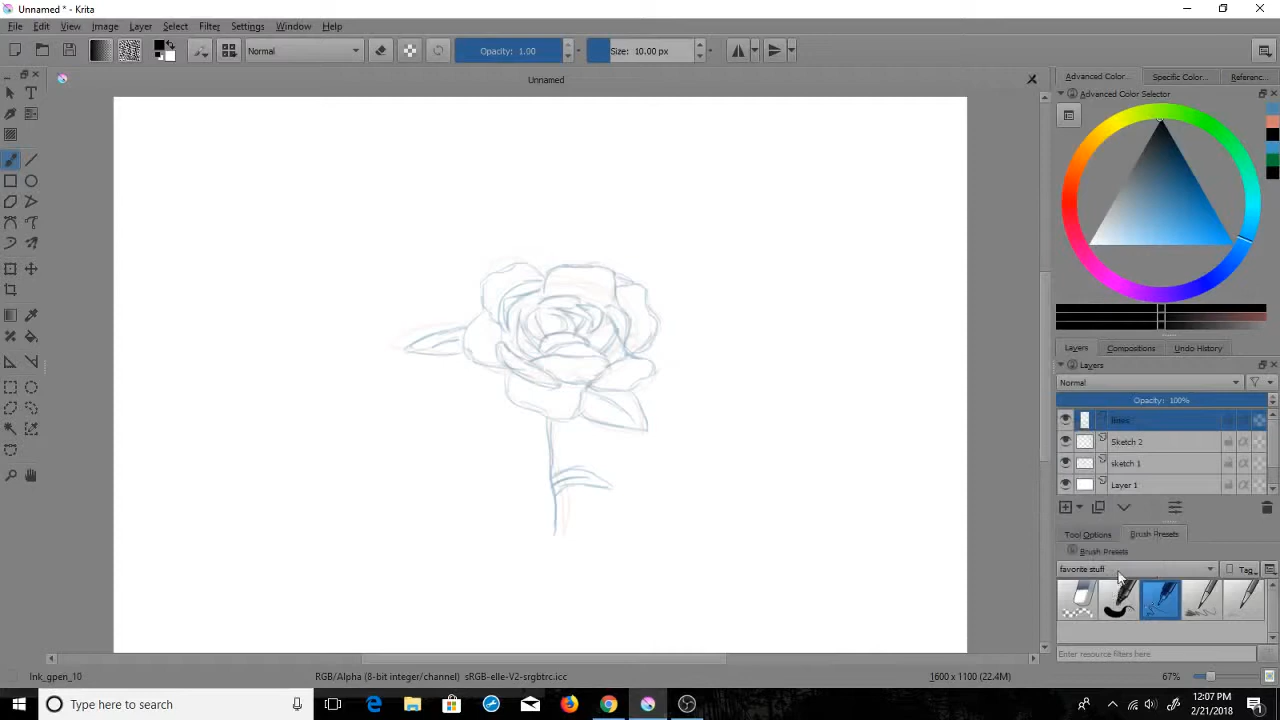 Unnamed * - Krita
File Edit View Image Layer Select Filter Settings Window Help
Normal Opacity: 1.00 Size: 10.00 px
Unnamed
Advanced Color... Specific Color... Referenc...
Advanced Color Selector
Layers Compositions Undo History
Layers
Normal
Opacity: 100%
lines
Sketch 2
sketch 1
Layer 1
Tool Options Brush Presets
Brush Presets
favorite stuff Tag
Enter resource filters here
Ink_gpen_10 RGB/Alpha (8-bit integer/channel) sRGB-elle-V2-srgbtrc.icc 1600 x 1100 (22.4M) 67%
Type here to search
12:07 PM
2/21/2018